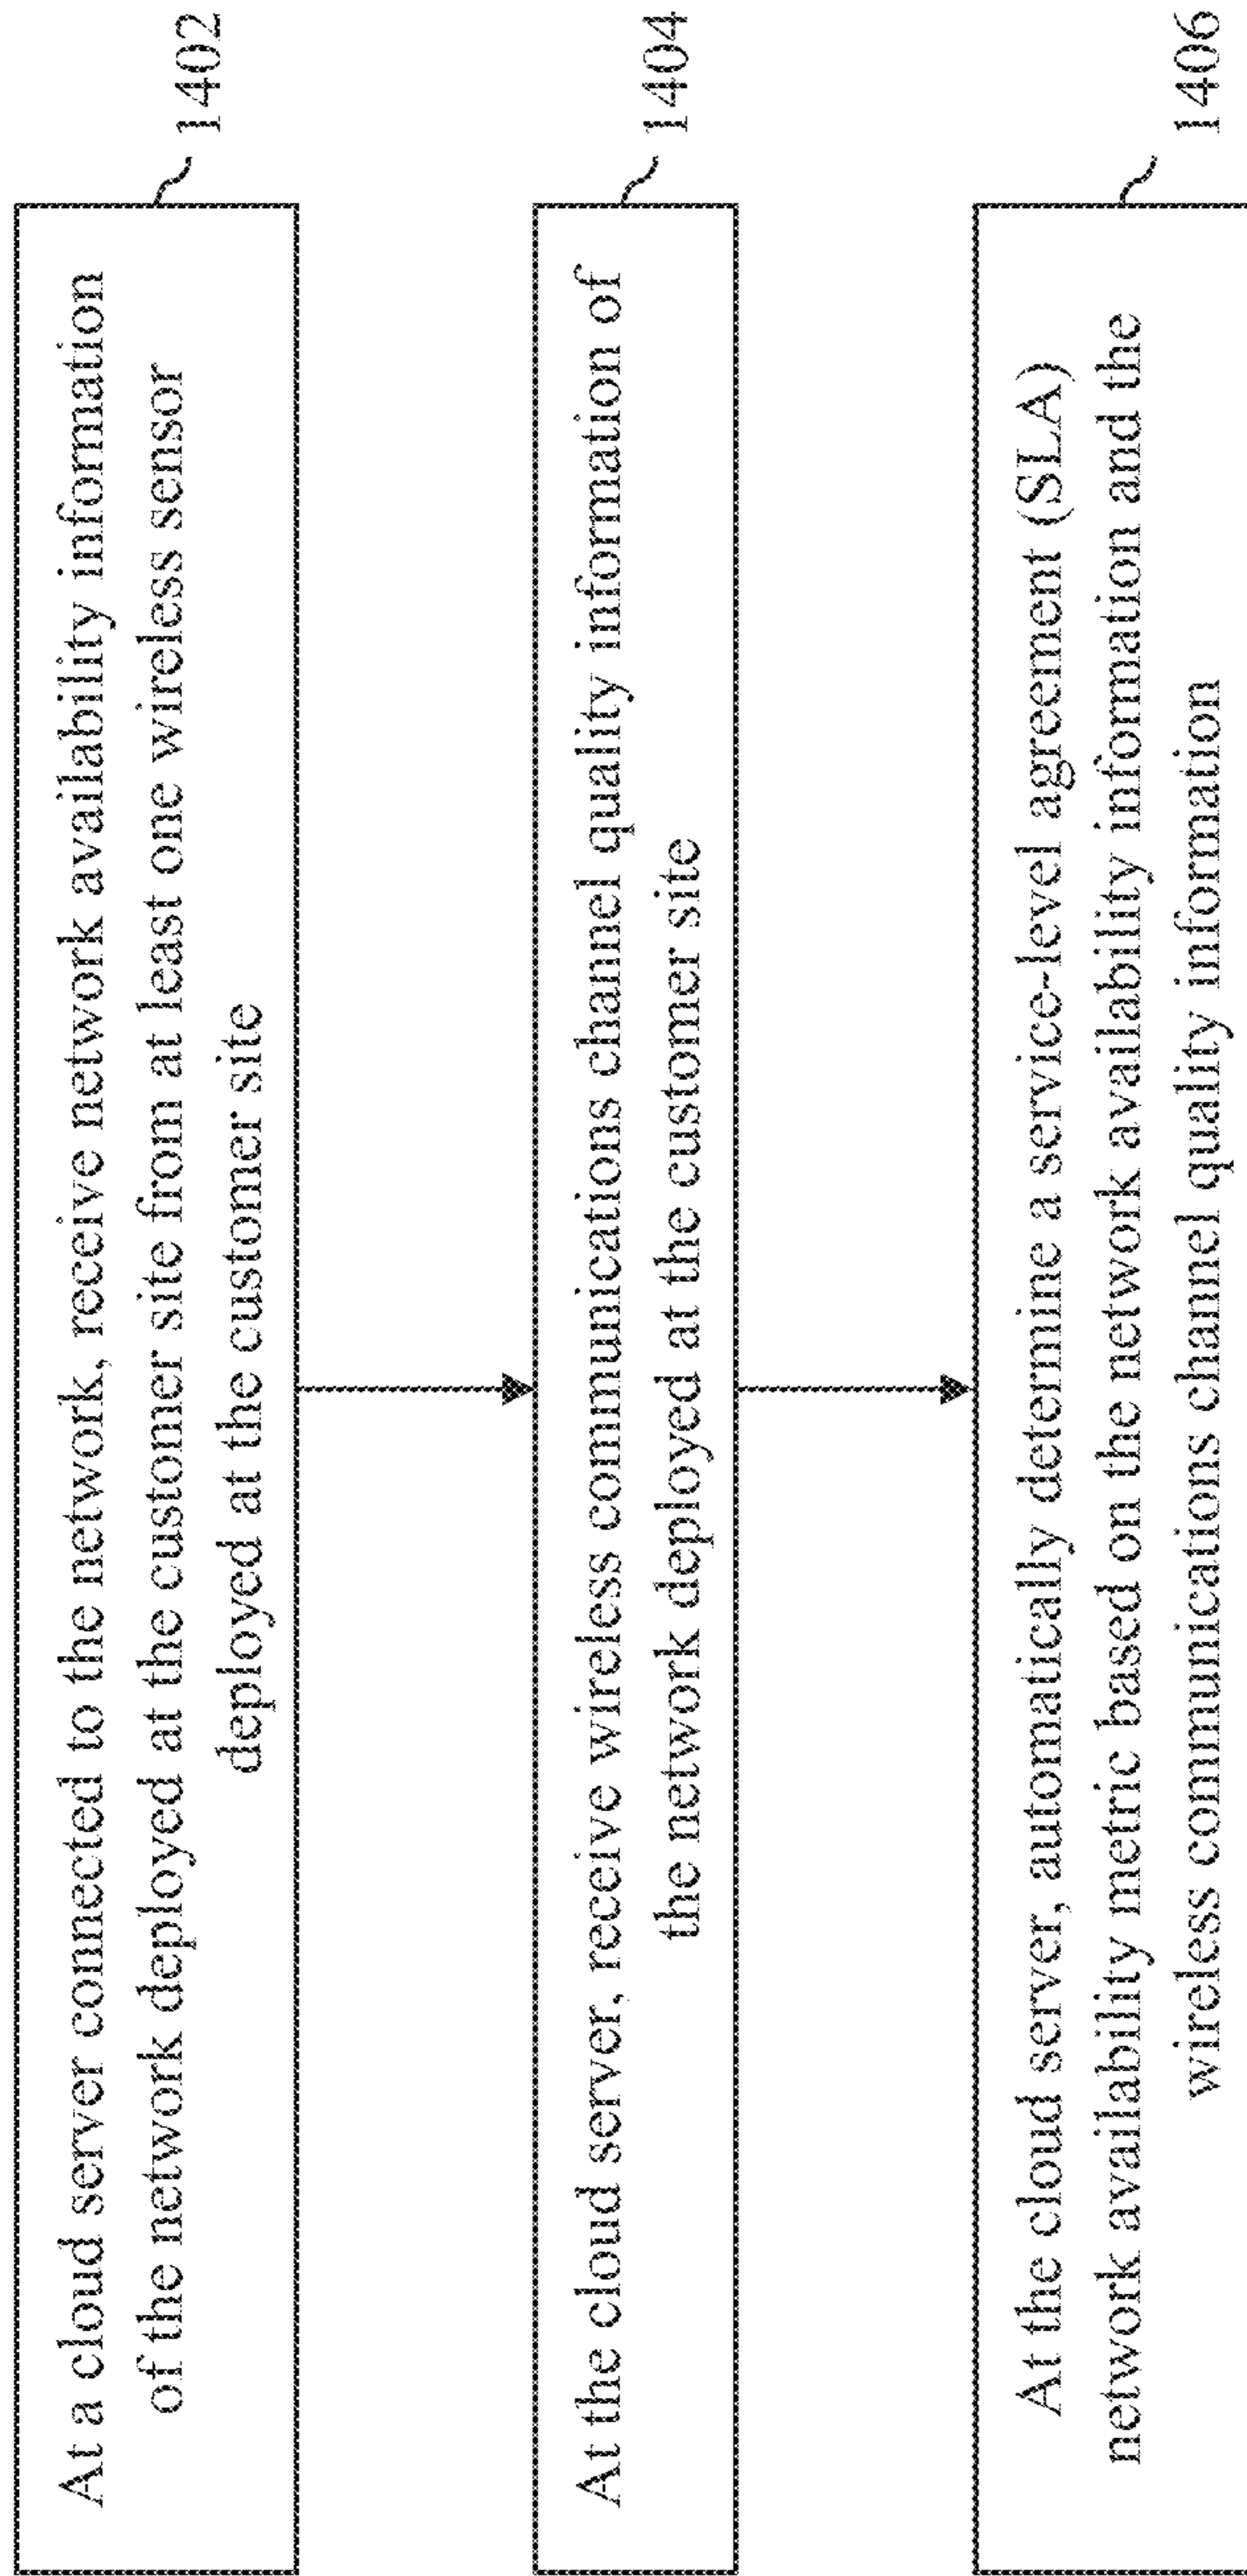 At a cloud server connected to the network, receive network availability information
of the network deployed at the customer site from at least one wireless sensor
deployed at the customer site
1402
At the cloud server, receive wireless communications channel quality information of
the network deployed at the customer site
1404
At the cloud server, automatically determine a service-level agreement (SLA)
network availability metric based on the network availability information and the
wireless communications channel quality information
1406